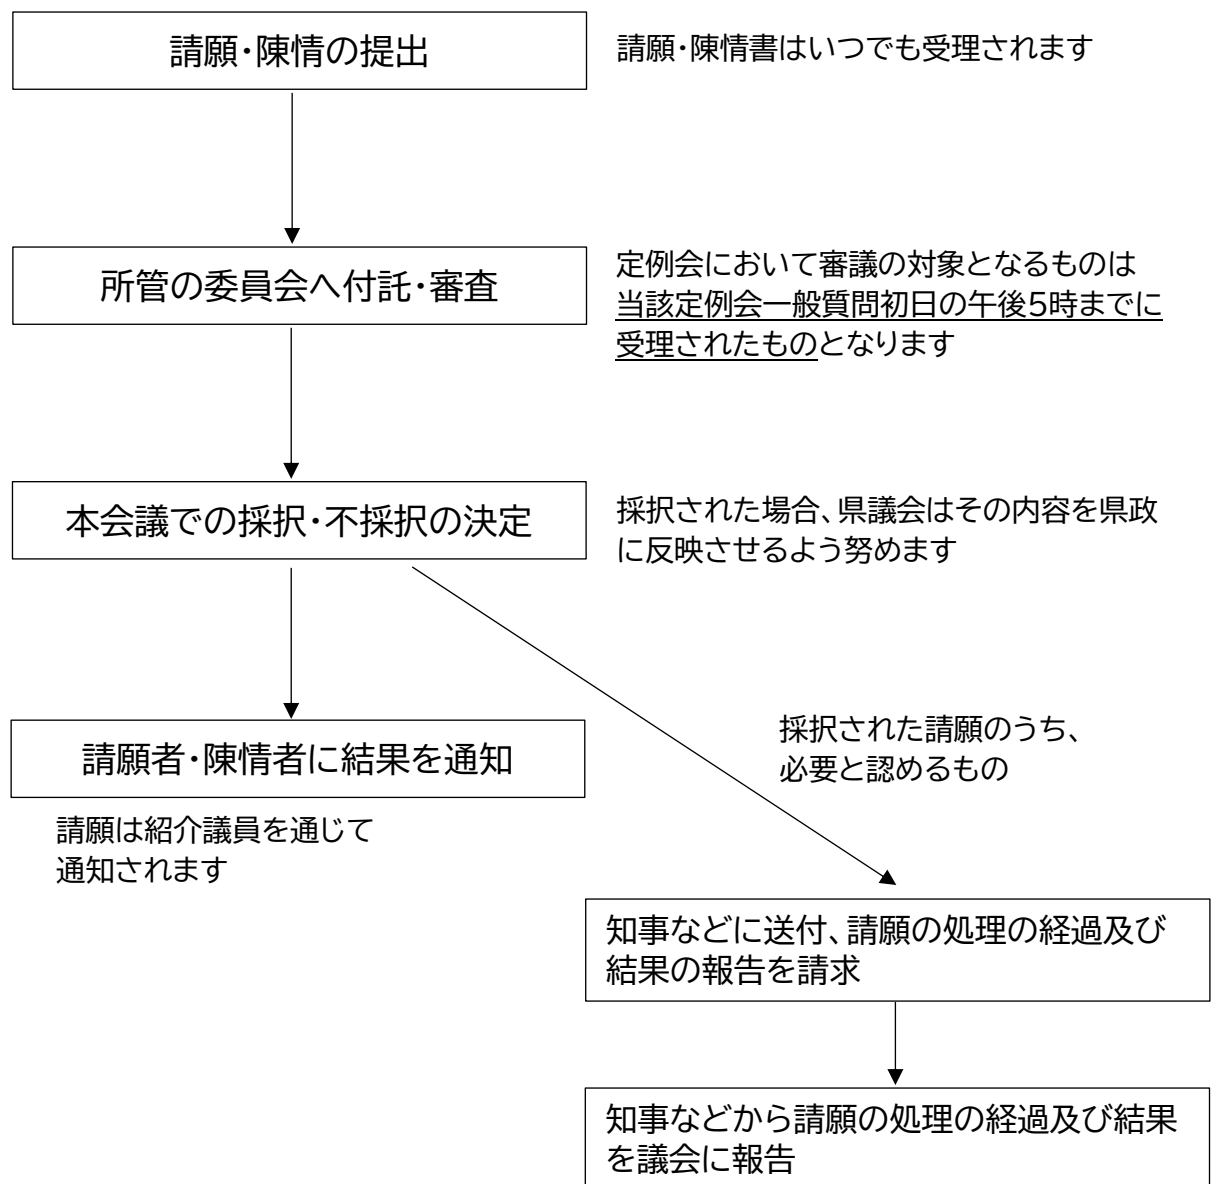 請願・陳情の提出
請願・陳情書はいつでも受理されます
所管の委員会へ付託・審査
定例会において審議の対象となるものは
当該定例会一般質問初日の午後5時までに
受理されたものとなります
本会議での採択・不採択の決定
採択された場合、県議会はその内容を県政
に反映させるよう努めます
請願者・陳情者に結果を通知
請願は紹介議員を通じて
通知されます
採択された請願のうち、
必要と認めるもの
知事などに送付、請願の処理の経過及び
結果の報告を請求
知事などから請願の処理の経過及び結果
を議会に報告